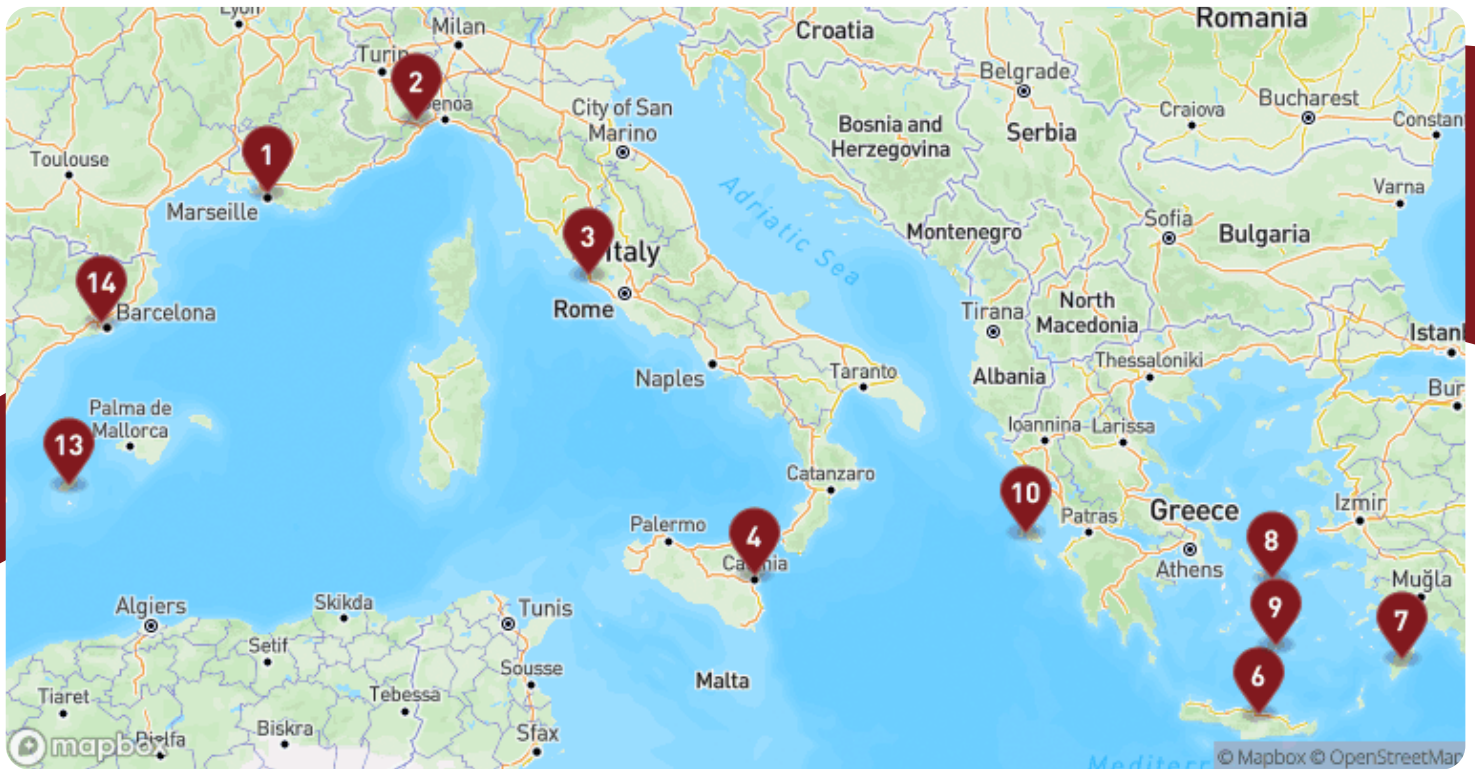 Lyon
Milan
Croatia
Romania
Turin
2
Genoa
Belgrade
City of San
Marino
Craiova
Bucharest
Constan
Bosnia and
Herzegovina
Serbia
1
Toulouse
Marseille
Adriatic Sea
Varna
Sofia
Montenegro
Bulgaria
3
Italy
14
Barcelona
Rome
Tirana
North
Macedonia
Istanl
Thessaloniki
Naples
Taranto
Albania
Bur
Palma de
Mallorca
Ioannina
Larissa
13
Catanzaro
10
Patras
Greece
Izmir
Palermo
4
Catania
8
Athens
Muğla
Algiers
Skikda
Tunis
9
7
Setif
Sousse
Malta
6
Tiaret
Tebessa
Biskra
Sfax
mapbox
Djelfa
Mediterr
© Mapbox © OpenStreetMap